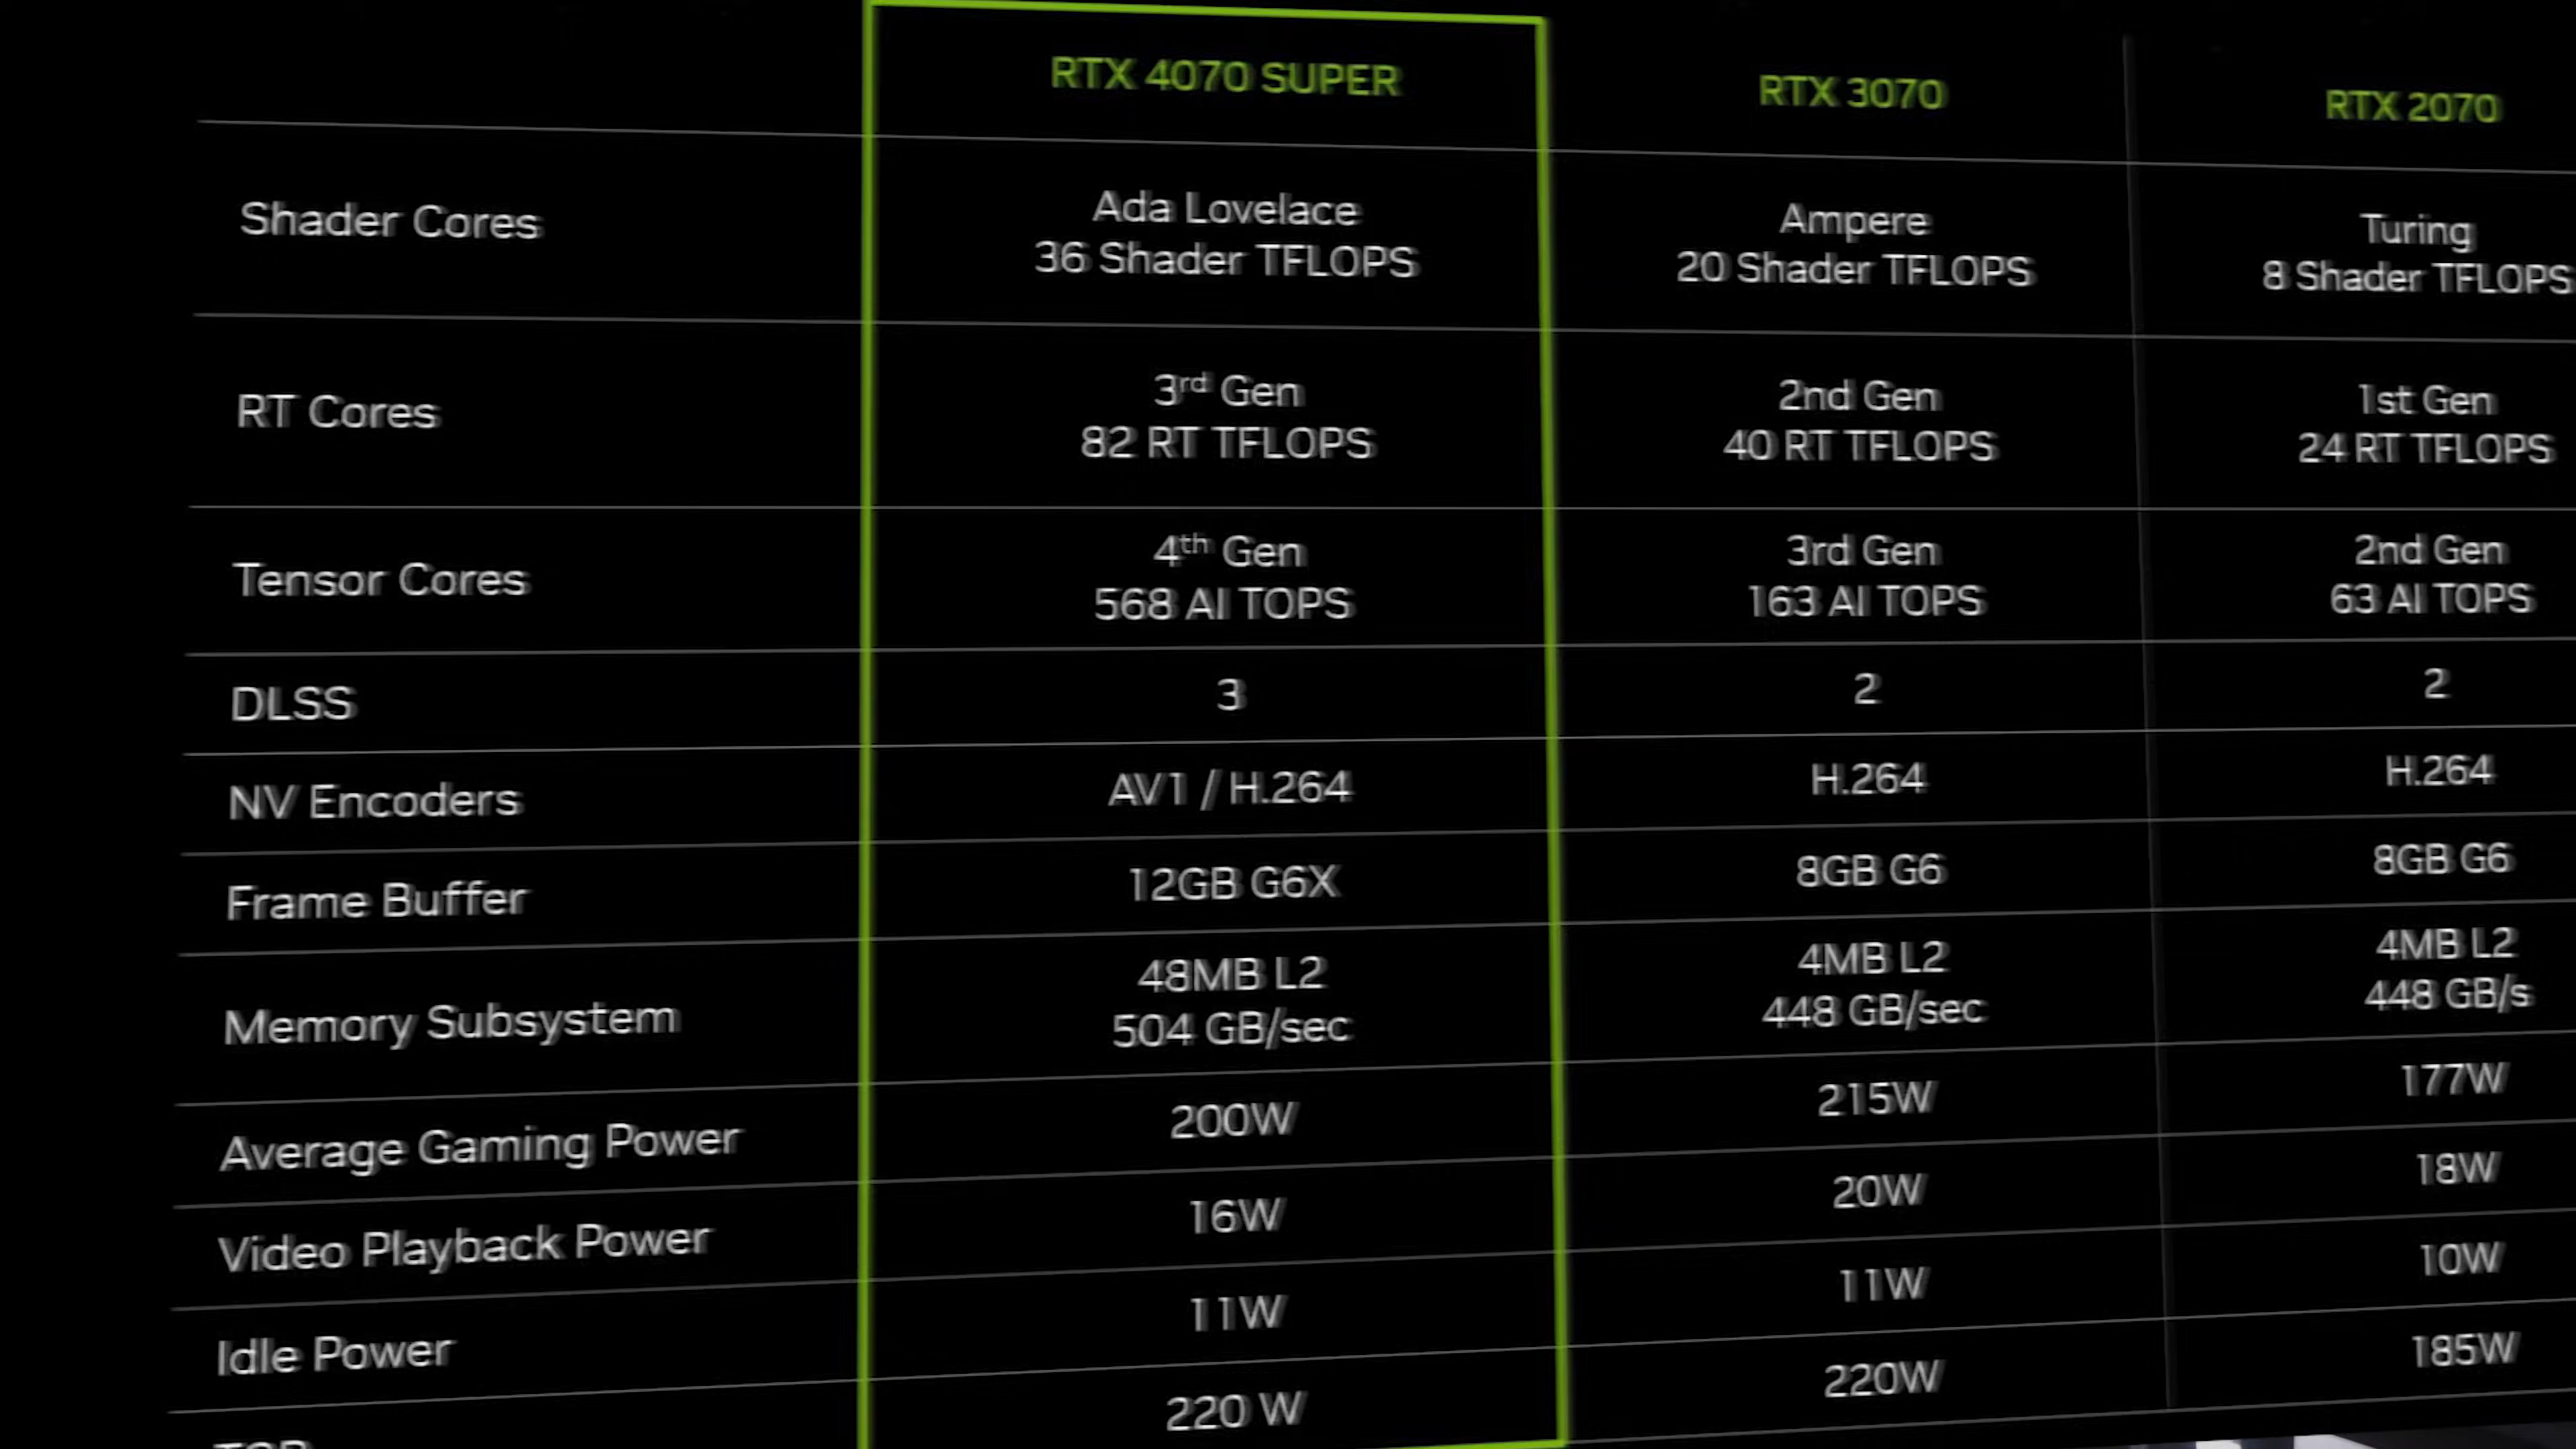 RTX 4070 SUPER RTX 3070 RTX 2070
Shader Cores
Ada Lovelace Ampere Turing
36 Shader TFLOPS 20 Shader TFLOPS 8 Shader TFLOPS
RT Cores
3rd Gen 2nd Gen 1st Gen
82 RT TFLOPS 40 RT TFLOPS 24 RT TFLOPS
Tensor Cores
4th Gen 3rd Gen 2nd Gen
568 AI TOPS 163 AI TOPS 63 AI TOPS
DLSS 3 2 2
NV Encoders AV1 / H.264 H.264 H.264
Frame Buffer 12GB G6X 8GB G6 8GB G6
Memory Subsystem
48MB L2 4MB L2 4MB L2
504 GB/sec 448 GB/sec 448 GB/s
Average Gaming Power 200W 215W 177W
Video Playback Power 16W 20W 18W
Idle Power 11W 11W 10W
220 W 220W 185W